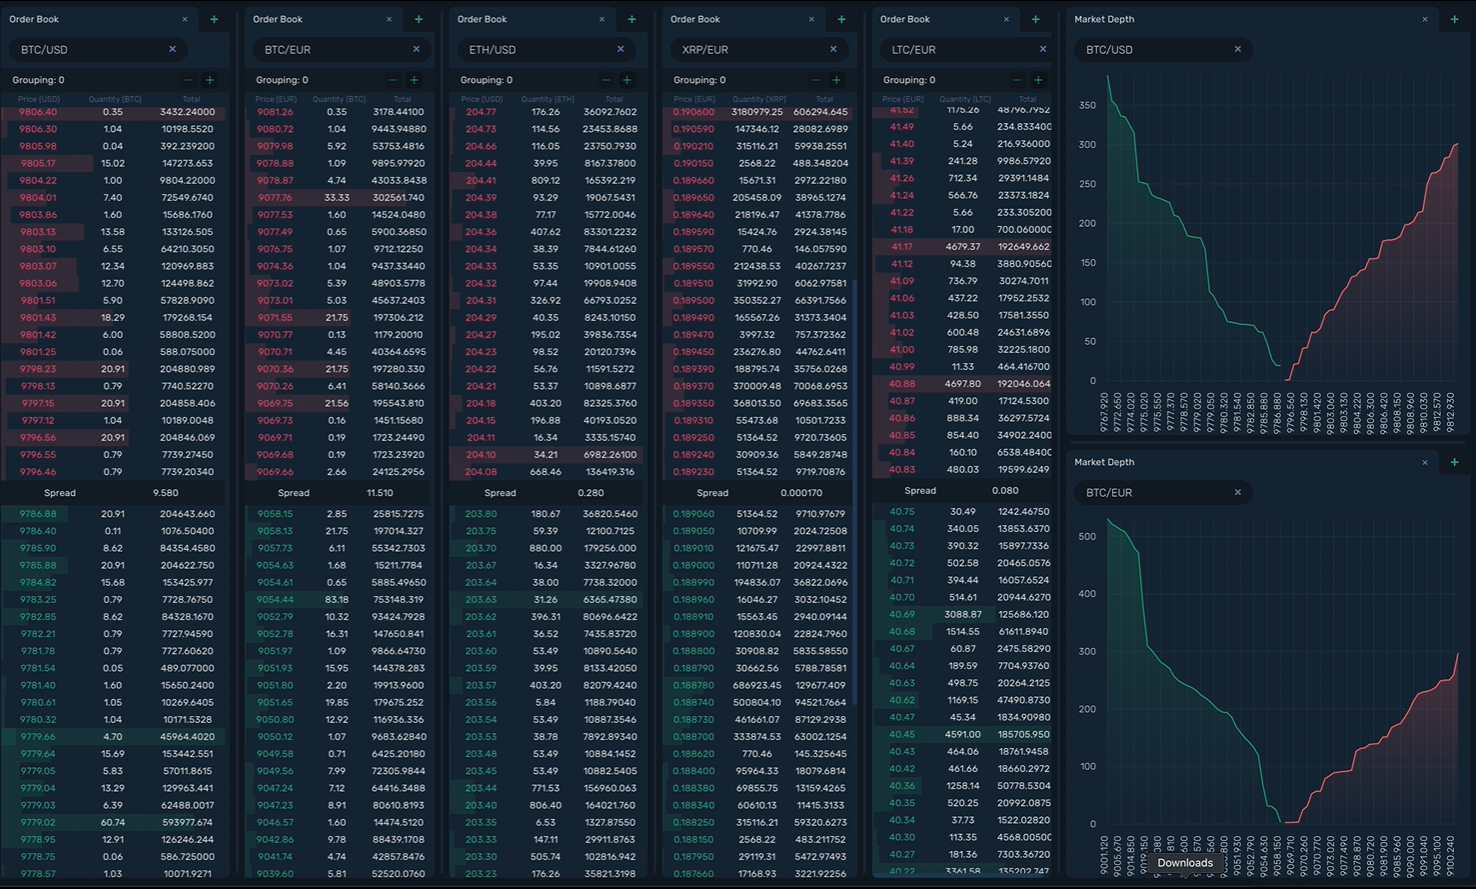 Order Book
BTC/USD
Grouping: 0
Price (USD) Quantity (BTC) Total
9806.40 0.35 3432.24000
9806.30 1.04 10198.5520
9805.98 0.04 392.239200
9805.17 15.02 147273.653
9804.22 1.00 9804.22000
9804.01 7.40 72549.6740
9803.86 1.60 15686.1760
9803.13 13.58 133126.505
9803.10 6.55 64210.3050
9803.07 12.34 120969.883
9803.06 12.70 124498.862
9801.51 5.90 57828.9090
9801.43 18.29 179268.154
9801.42 6.00 58808.5200
9801.25 0.06 588.075000
9798.23 20.91 204880.989
9798.13 0.79 7740.52270
9797.15 20.91 204858.406
9797.12 1.04 10189.0048
9796.56 20.91 204846.069
9796.55 0.79 7739.27450
9796.46 0.79 7739.20340
Spread 9.580
9786.88 20.91 204643.660
9786.40 0.11 1076.50400
9785.90 8.62 84354.4580
9785.88 20.91 204622.750
9784.82 15.68 153425.977
9783.25 0.79 7728.76750
9782.85 8.62 84328.1670
9782.21 0.79 7727.94590
9781.78 0.79 7727.60620
9781.54 0.05 489.077000
9781.40 1.60 15650.2400
9780.61 1.05 10269.6405
9780.32 1.04 10171.5328
9779.66 4.70 45964.4020
9779.64 15.69 153442.551
9779.05 5.83 57011.8615
9779.04 13.29 129963.441
9779.03 6.39 62488.0017
9779.02 60.74 593977.674
9778.95 12.91 126246.244
9778.75 0.06 586.725000
9778.57 1.03 10071.9271
Order Book
BTC/EUR
Grouping: 0
Price (EUR) Quantity (BTC) Total
9081.26 0.35 3178.44100
9080.72 1.04 9443.94880
9079.98 5.92 53753.4816
9078.88 1.09 9895.97920
9078.87 4.74 43033.8438
9077.76 33.33 302561.740
9077.53 1.60 14524.0480
9077.49 0.65 5900.36850
9076.75 1.07 9712.12250
9074.36 1.04 9437.33440
9073.02 5.39 48903.5778
9073.01 5.03 45637.2403
9071.55 21.75 197306.212
9070.77 0.13 1179.20010
9070.71 4.45 40364.6595
9070.36 21.75 197280.330
9070.26 6.41 58140.3666
9069.75 21.56 195543.810
9069.73 0.16 1451.15680
9069.71 0.19 1723.24490
9069.68 0.19 1723.23920
9069.66 2.66 24125.2956
Spread 11.510
9058.15 2.85 25815.7275
9058.13 21.75 197014.327
9057.73 6.11 55342.7303
9054.63 1.68 15211.7784
9054.61 0.65 5885.49650
9054.44 83.18 753148.319
9052.79 10.32 93424.7928
9052.78 16.31 147650.841
9051.97 1.09 9866.64730
9051.93 15.95 144378.283
9051.80 2.20 19913.9600
9051.65 19.85 179675.252
9050.80 12.92 116936.336
9050.12 1.07 9683.62840
9049.58 0.71 6425.20180
9049.56 7.99 72305.9844
9047.24 7.12 64416.3488
9047.23 8.91 80610.8193
9046.57 1.60 14474.5120
9042.86 9.78 88439.1708
9041.74 4.74 42857.8476
9039.60 5.81 52520.0760
Order Book
ETH/USD
Grouping: 0
Price (USD) Quantity (ETH) Total
204.77 176.26 36092.7602
204.73 114.56 23453.8688
204.66 116.05 23750.7930
204.44 39.95 8167.37800
204.41 809.12 165392.219
204.39 93.29 19067.5431
204.38 77.17 15772.0046
204.36 407.62 83301.2232
204.34 38.39 7844.61260
204.33 53.35 10901.0055
204.32 97.44 19908.9408
204.31 326.92 66793.0252
204.29 40.35 8243.10150
204.27 195.02 39836.7354
204.23 98.52 20120.7396
204.22 56.76 11591.5272
204.21 53.37 10898.6877
204.18 403.20 82325.3760
204.15 196.88 40193.0520
204.11 16.34 3335.15740
204.10 34.21 6982.26100
204.08 668.46 136419.316
Spread 0.280
203.80 180.67 36820.5460
203.75 59.39 12100.7125
203.70 880.00 179256.000
203.67 16.34 3327.96780
203.64 38.00 7738.32000
203.63 31.26 6365.47380
203.62 396.31 80696.6422
203.61 36.52 7435.83720
203.60 53.49 10890.5640
203.59 39.95 8133.42050
203.57 403.20 82079.4240
203.56 5.84 1188.79040
203.54 53.49 10887.3546
203.53 38.78 7892.89340
203.48 53.49 10884.1452
203.45 53.49 10882.5405
203.44 771.53 156960.063
203.40 806.40 164021.760
203.35 6.53 1327.87550
203.33 147.11 29911.8763
203.30 505.74 102816.942
203.23 176.26 35821.3198
Order Book
XRP/EUR
Grouping: 0
Price (EUR) Quantity (XRP) Total
0.190600 3180979.25 606294.645
0.190590 147346.12 28082.6989
0.190210 315116.21 59938.2551
0.190150 2568.22 488.348204
0.189660 15671.31 2972.22180
0.189650 205458.09 38965.1274
0.189640 218196.47 41378.7786
0.189590 15424.76 2924.38145
0.189570 770.46 146.057590
0.189550 212438.53 40267.7237
0.189510 31992.90 6062.97581
0.189500 350352.27 66391.7566
0.189490 165567.26 31373.3404
0.189470 3997.32 757.372362
0.189450 236276.80 44762.6411
0.189390 188795.74 35756.0268
0.189370 370009.48 70068.6953
0.189350 368013.50 69683.3565
0.189310 55473.68 10501.7233
0.189250 51364.52 9720.73605
0.189240 30909.36 5849.28748
0.189230 51364.52 9719.70876
Spread 0.000170
0.189060 51364.52 9710.97679
0.189050 10709.99 2024.72508
0.189010 121675.47 22997.8811
0.189000 110711.28 20924.4322
0.188990 194836.07 36822.0696
0.188960 16046.27 3032.10452
0.188910 15563.45 2940.09144
0.188900 120830.04 22824.7960
0.188800 30908.82 5835.58550
0.188790 30662.56 5788.78581
0.188780 686923.45 129677.409
0.188740 500804.10 94521.7664
0.188730 461661.07 87129.2938
0.188700 333874.53 63002.1254
0.188620 770.46 145.325645
0.188400 95964.33 18079.6814
0.188380 69855.75 13159.4265
0.188340 60610.13 11415.3133
0.188250 315116.21 59320.6273
0.188150 2568.22 483.211752
0.187950 29119.31 5472.97493
0.187660 17168.93 3221.92256
Order Book
LTC/EUR
Grouping: 0
Price (EUR) Quantity (LTC) Total
41.52 1175.26 48796.7952
41.49 5.66 234.833400
41.40 5.24 216.936000
41.39 241.28 9986.57920
41.26 712.34 29391.1484
41.24 566.76 23373.1824
41.22 5.66 233.305200
41.18 17.00 700.060000
41.17 4679.37 192649.662
41.12 94.38 3880.90560
41.09 736.79 30274.7011
41.06 437.22 17952.2532
41.03 428.50 17581.3550
41.02 600.48 24631.6896
41.00 785.98 32225.1800
40.99 11.33 464.416700
40.88 4697.80 192046.064
40.87 419.00 17124.5300
40.86 888.34 36297.5724
40.85 854.40 34902.2400
40.84 160.10 6538.48400
40.83 480.03 19599.6249
Spread 0.080
40.75 30.49 1242.46750
40.74 340.05 13853.6370
40.73 390.32 15897.7336
40.72 502.58 20465.0576
40.71 394.44 16057.6524
40.70 514.61 20944.6270
40.69 3088.87 125686.120
40.68 1514.55 61611.8940
40.67 60.87 2475.58290
40.64 189.59 7704.93760
40.63 498.75 20264.2125
40.62 1169.15 47490.8730
40.47 45.34 1834.90980
40.45 4591.00 185705.950
40.43 464.06 18761.9458
40.42 461.66 18660.2972
40.36 1258.14 50778.5304
40.35 520.25 20992.0875
40.34 37.73 1522.02820
40.30 113.35 4568.00500
40.27 181.36 7303.36720
40.22 3361.58 135202.747
Market Depth
BTC/USD
350
300
250
200
150
100
50
0
9767.920 9772.650 9774.020 9775.020 9775.550 9777.370 9778.570 9779.020 9779.050 9780.320 9781.540 9782.850 9785.880 9786.880 9796.560 9798.130 9801.420 9803.060 9803.130 9804.220 9806.300 9806.420 9808.150 9808.960 9810.030 9812.570 9812.930
Market Depth
BTC/EUR
500
400
300
200
100
0
9001.120 9005.670 9014.850 9019.150 9051.930 9052.790 9054.630 9058.150 9069.710 9070.260 9070.770 9073.020 9077.490 9078.870 9080.720 9081.900 9085.960 9090.000 9091.040 9095.100 9100.240
Downloads